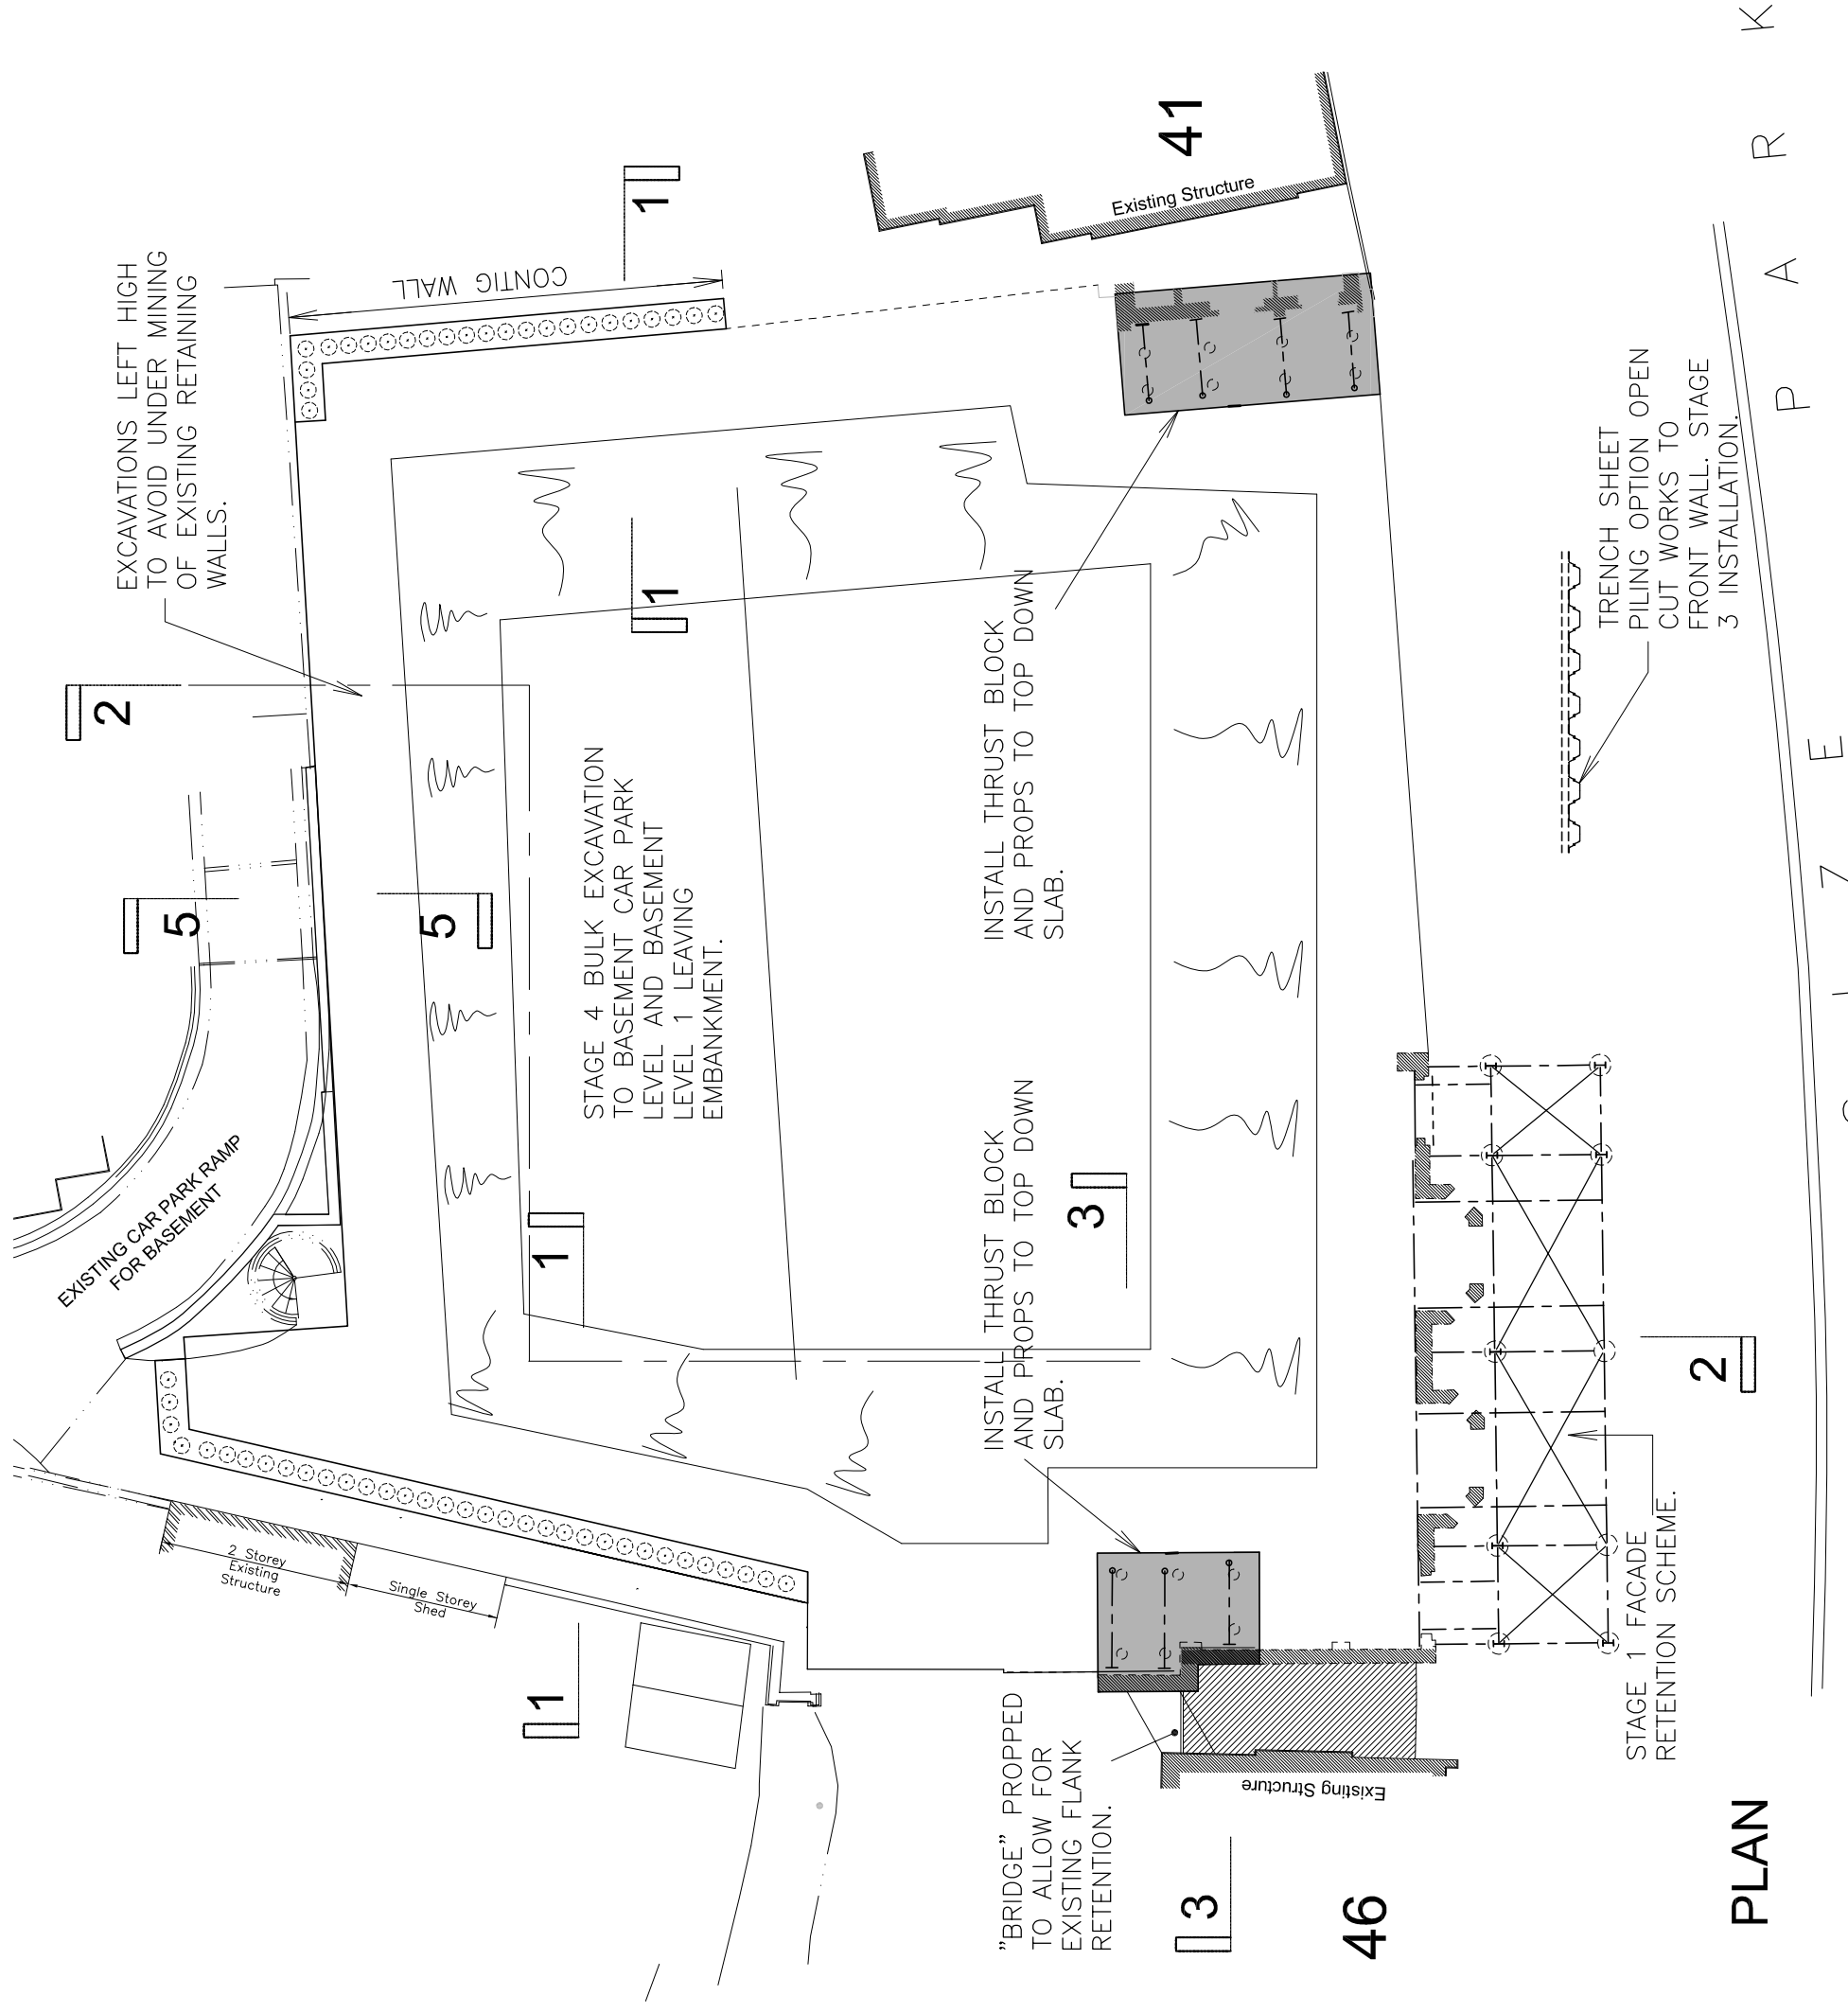 EXCAVATIONS LEFT HIGH
TO AVOID UNDER MINING
OF EXISTING RETAINING
WALLS.
2
5
5
EXISTING CAR PARK RAMP
FOR BASEMENT
CONTIG WALL
1
1
41
Existing Structure
STAGE 4 BULK EXCAVATION
TO BASEMENT CAR PARK
LEVEL AND BASEMENT
LEVEL 1 LEAVING
EMBANKMENT.
INSTALL THRUST BLOCK
AND PROPS TO TOP DOWN
SLAB.
1
3
INSTALL THRUST BLOCK
AND PROPS TO TOP DOWN
SLAB.
2 Storey
Existing
Structure
Single Storey
Shed
1
"BRIDGE" PROPPED
TO ALLOW FOR
EXISTING FLANK
RETENTION.
Existing Structure
3
46
TRENCH SHEET
PILING OPTION OPEN
CUT WORKS TO
FRONT WALL. STAGE
3 INSTALLATION.
STAGE 1 FACADE
RETENTION SCHEME.
2
PLAN
E
PARK